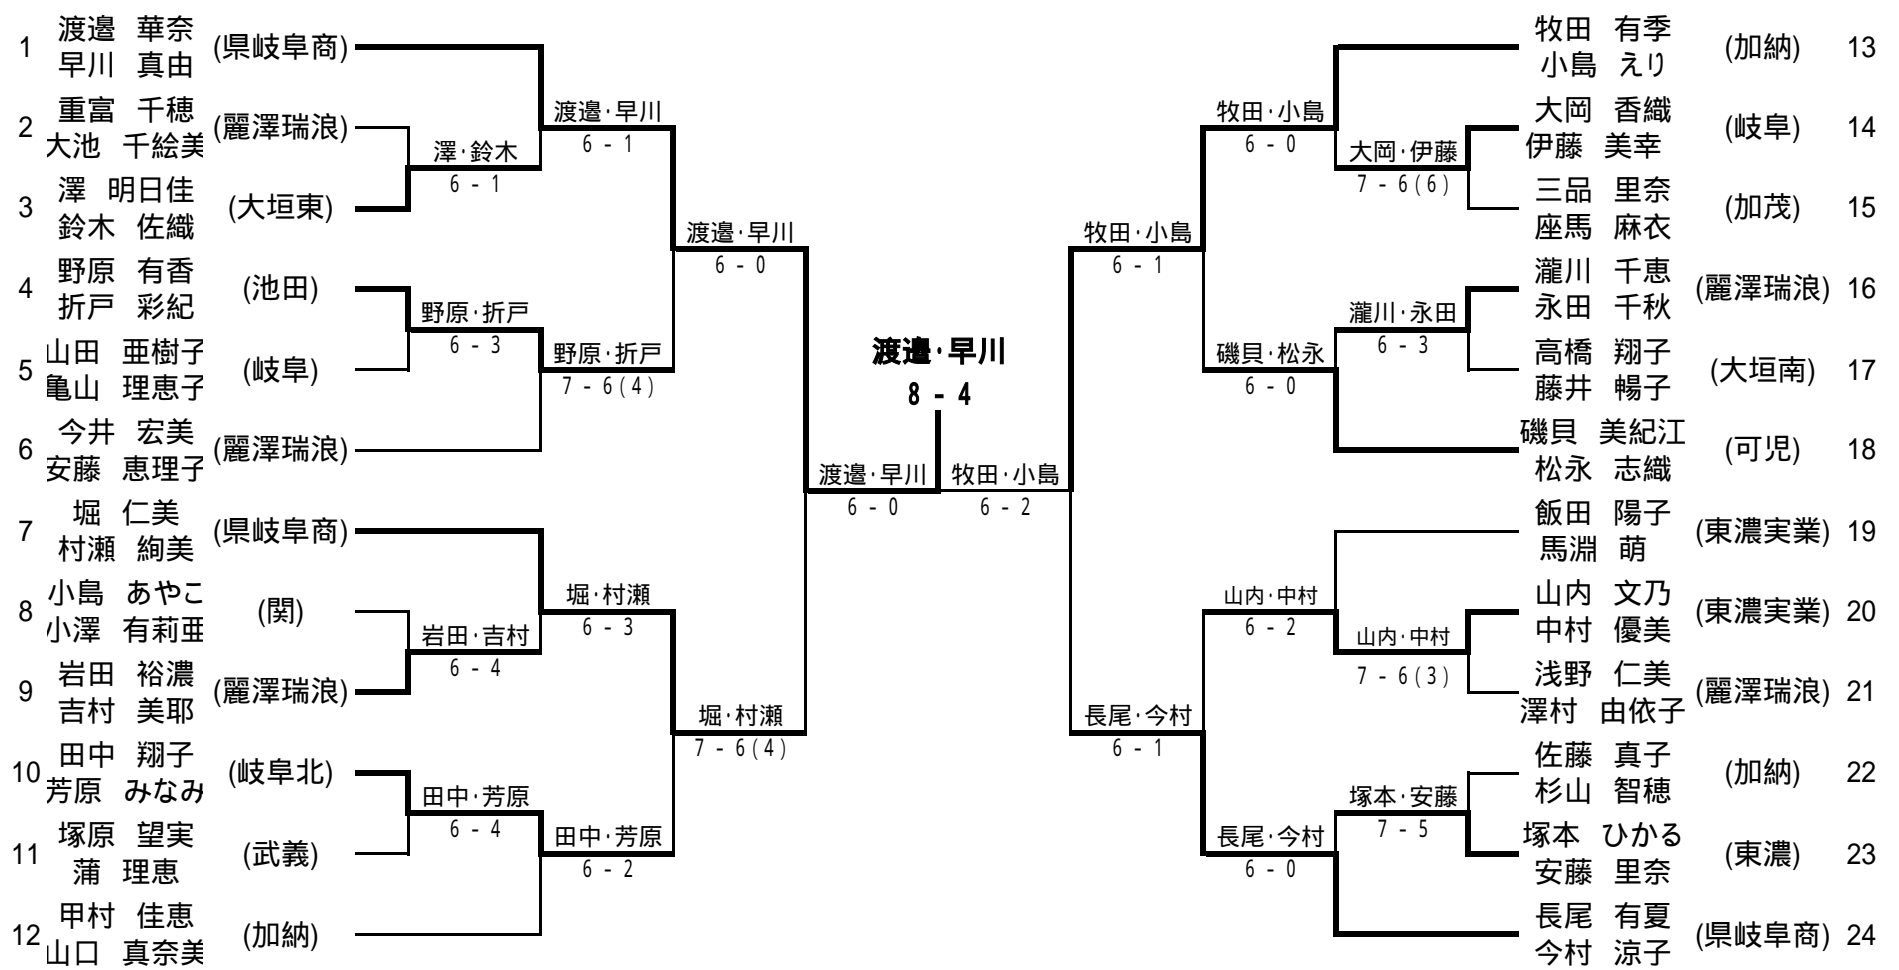 1 渡邉 華奈 (県岐阜商)
早川 真由
2 重富 千穂 (麗澤瑞浪)
大池 千絵美
3 澤 明日佳 (大垣東)
鈴木 佐織
4 野原 有香 (池田)
折戸 彩紀
5 山田 亜樹子 (岐阜)
亀山 理恵子
6 今井 宏美 (麗澤瑞浪)
安藤 恵理子
7 堀 仁美 (県岐阜商)
村瀬 絢美
8 小島 あやこ (関)
小澤 有莉亜
9 岩田 裕濃 (麗澤瑞浪)
吉村 美耶
10 田中 翔子 (岐阜北)
芳原 みなみ
11 塚原 望実 (武義)
蒲 理恵
12 甲村 佳恵 (加納)
山口 真奈美
澤・鈴木
6 - 1
野原・折戸
6 - 3
岩田・吉村
6 - 4
田中・芳原
6 - 4
渡邉・早川
6 - 1
野原・折戸
7 - 6(4)
堀・村瀬
6 - 3
田中・芳原
6 - 2
渡邉・早川
6 - 0
堀・村瀬
7 - 6(4)
渡邉・早川
6 - 0
渡邉・早川
8 - 4
牧田・小島
6 - 2
牧田・小島
6 - 1
長尾・今村
6 - 1
牧田・小島
6 - 0
磯貝・松永
6 - 0
山内・中村
6 - 2
長尾・今村
6 - 0
大岡・伊藤
7 - 6(6)
瀧川・永田
6 - 3
山内・中村
7 - 6(3)
塚本・安藤
7 - 5
牧田 有季 (加納) 13
小島 えり
大岡 香織 (岐阜) 14
伊藤 美幸
三品 里奈 (加茂) 15
座馬 麻衣
瀧川 千恵 (麗澤瑞浪) 16
永田 千秋
高橋 翔子 (大垣南) 17
藤井 暢子
磯貝 美紀江 (可児) 18
松永 志織
飯田 陽子 (東濃実業) 19
馬淵 萌
山内 文乃 (東濃実業) 20
中村 優美
浅野 仁美 (麗澤瑞浪) 21
澤村 由依子
佐藤 真子 (加納) 22
杉山 智穂
塚本 ひかる (東濃) 23
安藤 里奈
長尾 有夏 (県岐阜商) 24
今村 涼子